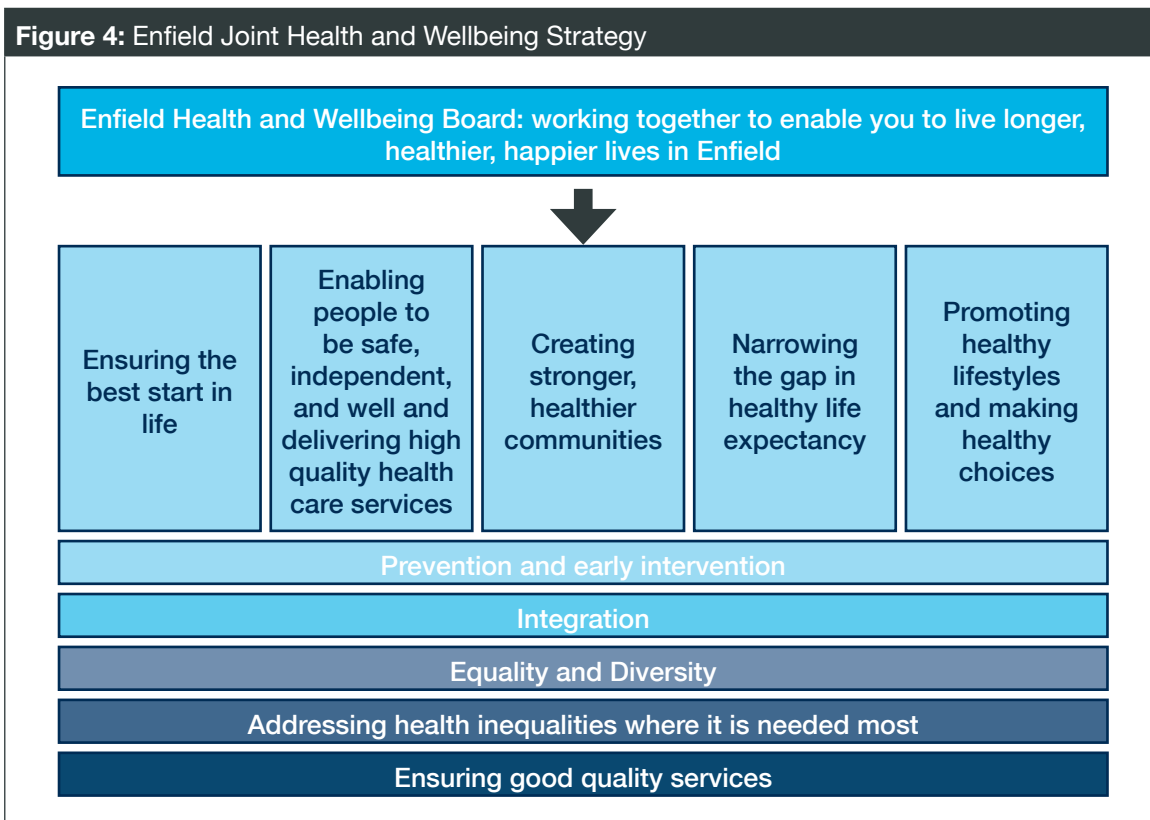 Figure 4: Enfield Joint Health and Wellbeing Strategy
Enfield Health and Wellbeing Board: working together to enable you to live longer,
healthier, happier lives in Enfield
Ensuring the
best start in
life
Enabling
people to
be safe,
independent,
and well and
delivering high
quality health
care services
Creating
stronger,
healthier
communities
Narrowing
the gap in
healthy life
expectancy
Promoting
healthy
lifestyles
and making
healthy
choices
Prevention and early intervention
Integration
Equality and Diversity
Addressing health inequalities where it is needed most
Ensuring good quality services